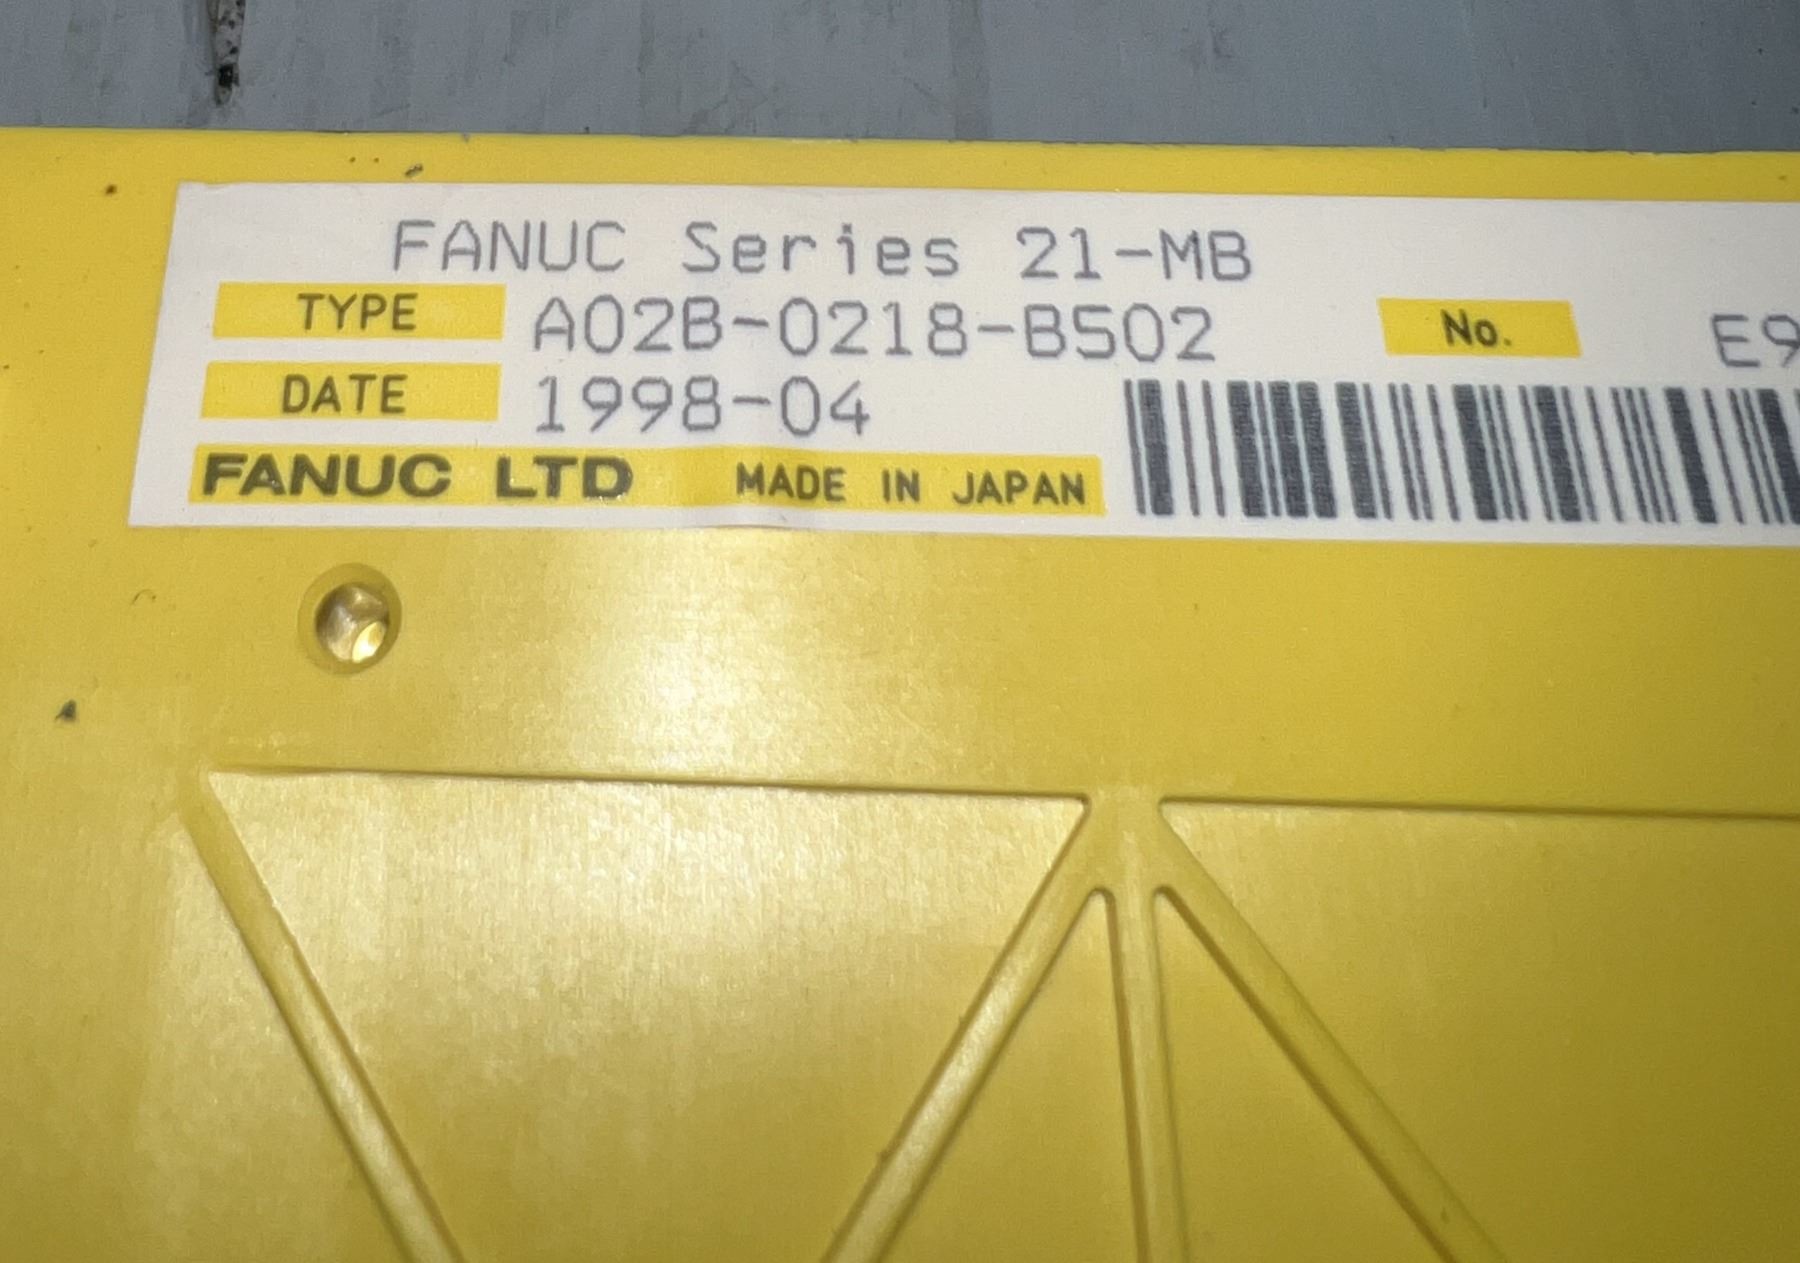 FANUC Series 21-MB
TYPE A02B-0218-B502 No. E9
DATE 1998-04
FANUC LTD MADE IN JAPAN